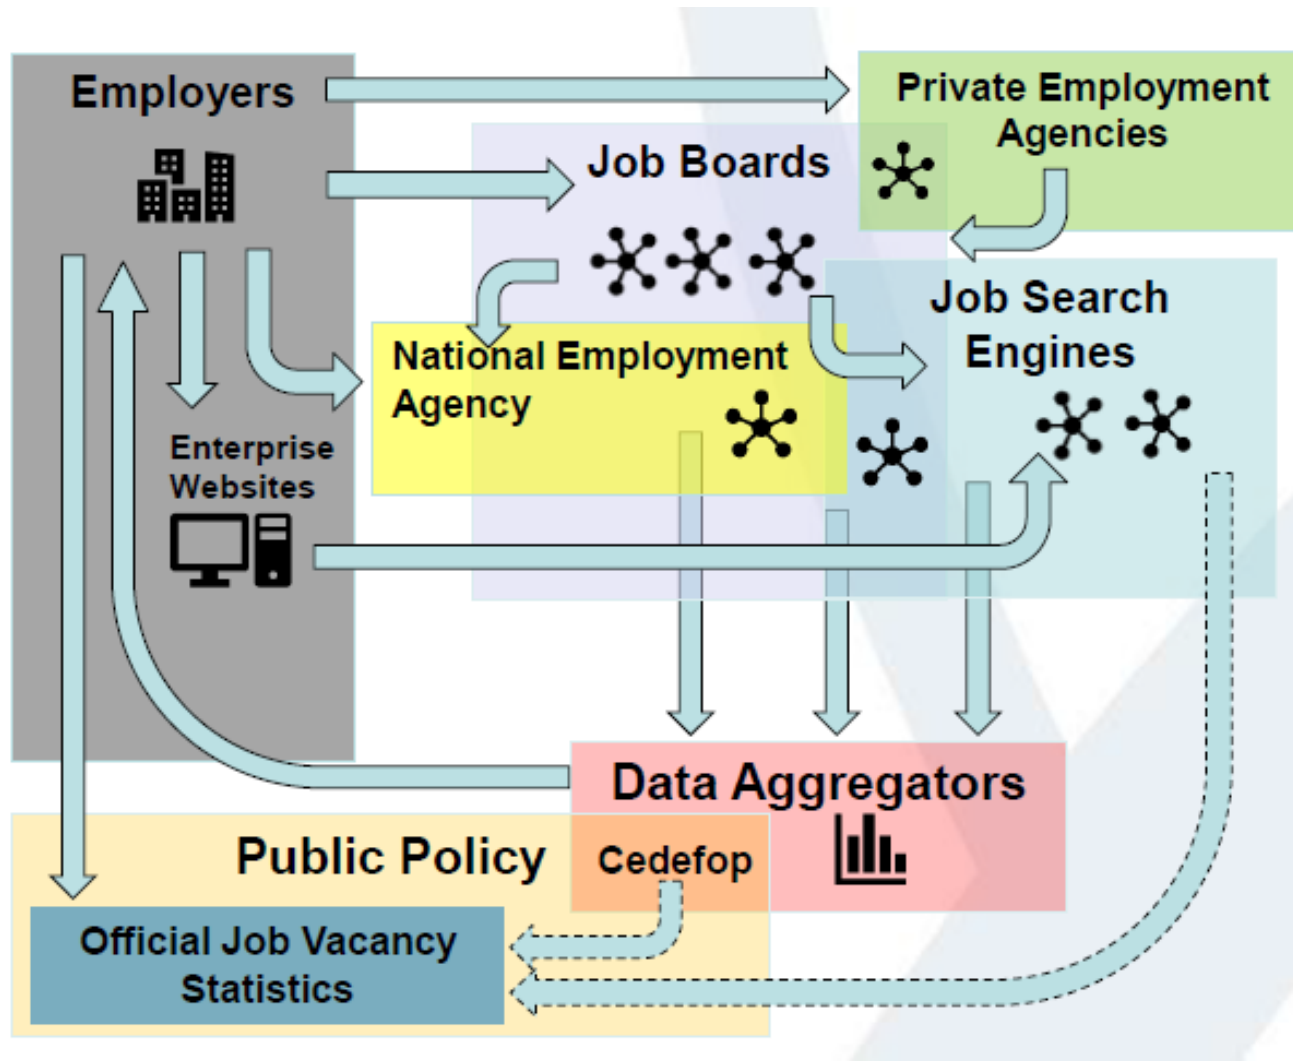 Employers
Private Employment
Agencies
Job Boards
Job Search
Engines
National Employment
Agency
Enterprise
Websites
Data Aggregators
Public Policy
Cedefop
Official Job Vacancy
Statistics